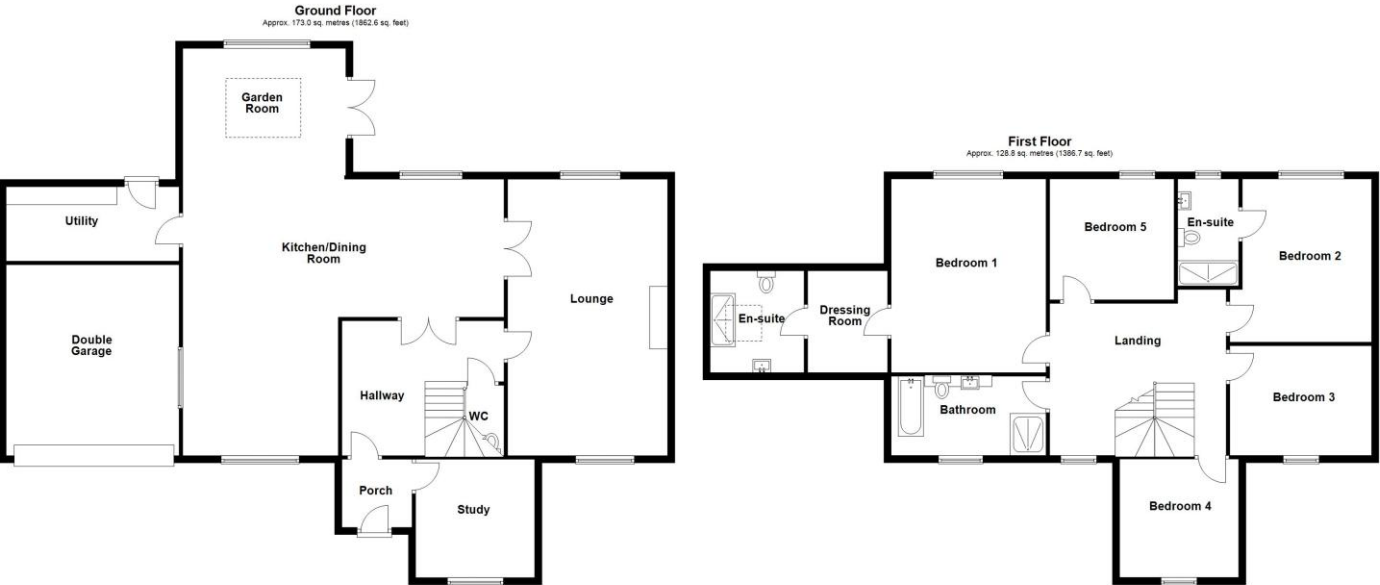 Ground Floor
Approx. 173.0 sq. metres (1862.6 sq. feet)
Garden
Room
Utility
Kitchen/Dining
Room
Lounge
Double
Garage
Hallway
WC
Porch
Study
First Floor
Approx. 128.8 sq. metres (1386.7 sq. feet)
Bedroom 1
Bedroom 5
En-suite
Bedroom 2
En-suite
Dressing
Room
Landing
Bathroom
Bedroom 3
Bedroom 4